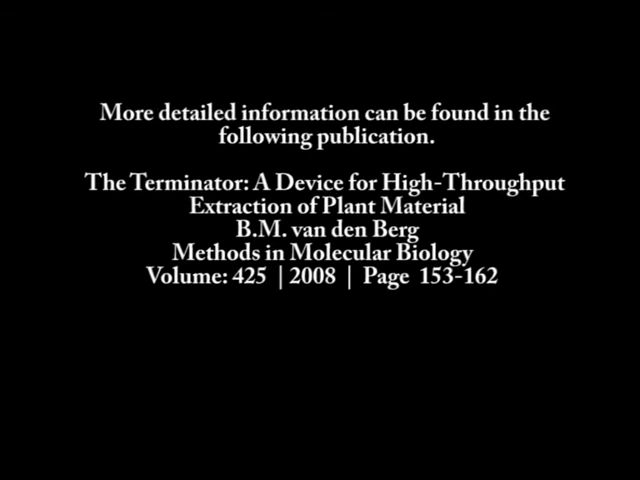 More detailed information can be found in the
following publication.
The Terminator: A Device for High-Throughput
Extraction of Plant Material
B.M. van den Berg
Methods in Molecular Biology
Volume: 425 | 2008 | Page 153-162